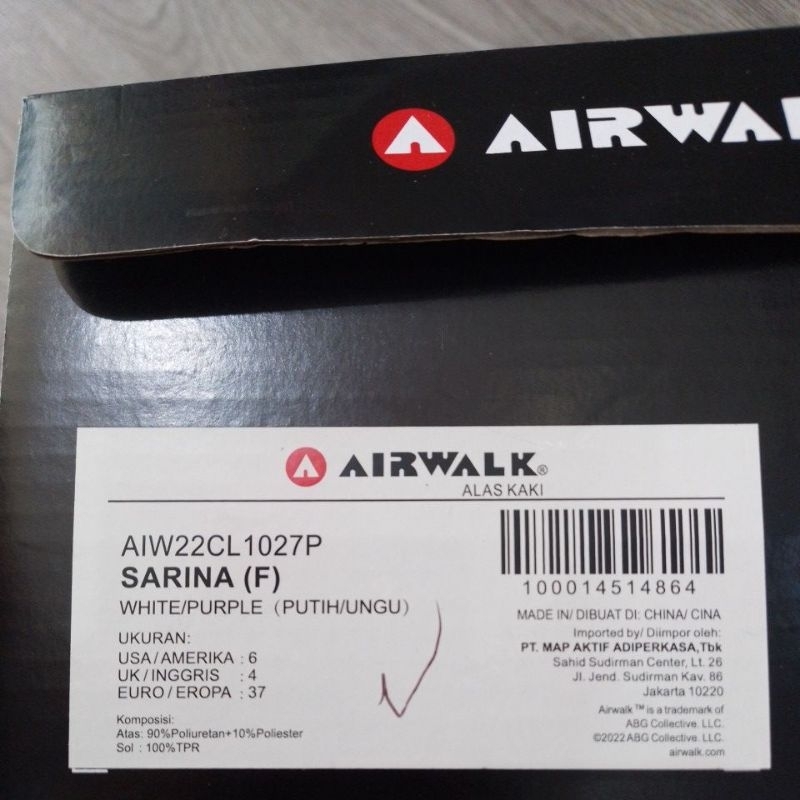 AIRWAL
AIRWALK®
ALAS KAKI
AIW22CL1027P
SARINA (F)
WHITE/PURPLE (PUTIH/UNGU)
UKURAN:
USA/AMERIKA : 6
UK/INGGRIS : 4
EURO/EROPA : 37
Komposisi:
Atas: 90%Poliuretan+10%Poliester
Sol : 100%TPR
100014514864
MADE IN/ DIBUAT DI: CHINA/ CINA
Imported by/ Diimpor oleh:
PT. MAP AKTIF ADIPERKASA,Tbk
Sahid Sudirman Center, Lt. 26
Jl. Jend. Sudirman Kav. 86
Jakarta 10220
Airwalk ™ is a trademark of
ABG Collective. LLC.
©2022 ABG Collective. LLC.
airwalk.com